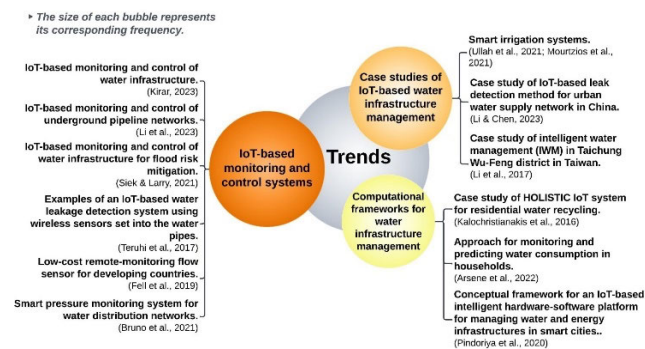 ‣ The size of each bubble represents
its corresponding frequency.
IoT-based monitoring and control of
water infrastructure.
(Kirar, 2023)
IoT-based monitoring and control of
underground pipeline networks.
(Li et al., 2023)
IoT-based monitoring and control of
water infrastructure for flood risk
mitigation.
(Siek & Larry, 2021)
Examples of an IoT-based water
leakage detection system using
wireless sensors set into the water
pipes.
(Teruhi et al., 2017)
Low-cost remote-monitoring flow
sensor for developing countries.
(Fell et al., 2019)
Smart pressure monitoring system for
water distribution networks.
(Bruno et al., 2021)
IoT-based
monitoring and
control systems
Trends
Case studies of
IoT-based water
infrastructure
management
Computational
frameworks for
water
infrastructure
management
Smart irrigation systems.
(Ullah et al., 2021; Mourtzios et al.,
2021)
Case study of IoT-based leak
detection method for urban
water supply network in China.
(Li & Chen, 2023)
Case study of intelligent water
management (IWM) in Taichung
Wu-Feng district in Taiwan.
(Li et al., 2017)
Case study of HOLISTIC IoT system
for residential water recycling.
(Kalochristianakis et al., 2016)
Approach for monitoring and
predicting water consumption in
households.
(Arsene et al., 2022)
Conceptual framework for an IoT-based
intelligent hardware-software platform
for managing water and energy
infrastructures in smart cities..
(Pindoriya et al., 2020)